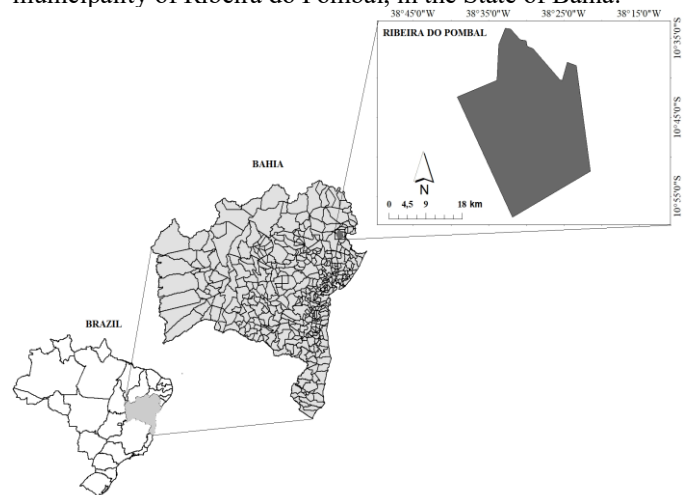 municipality of Ribeira do Pombal, in the State of Bahia.
38°45'0"W 38°35'0"W 38°25'0"W 38°15'0"W
RIBEIRA DO POMBAL
10°35'0"S
10°45'0"S
10°55'0"S
N
0 4,5 9 18 km
BAHIA
BRAZIL